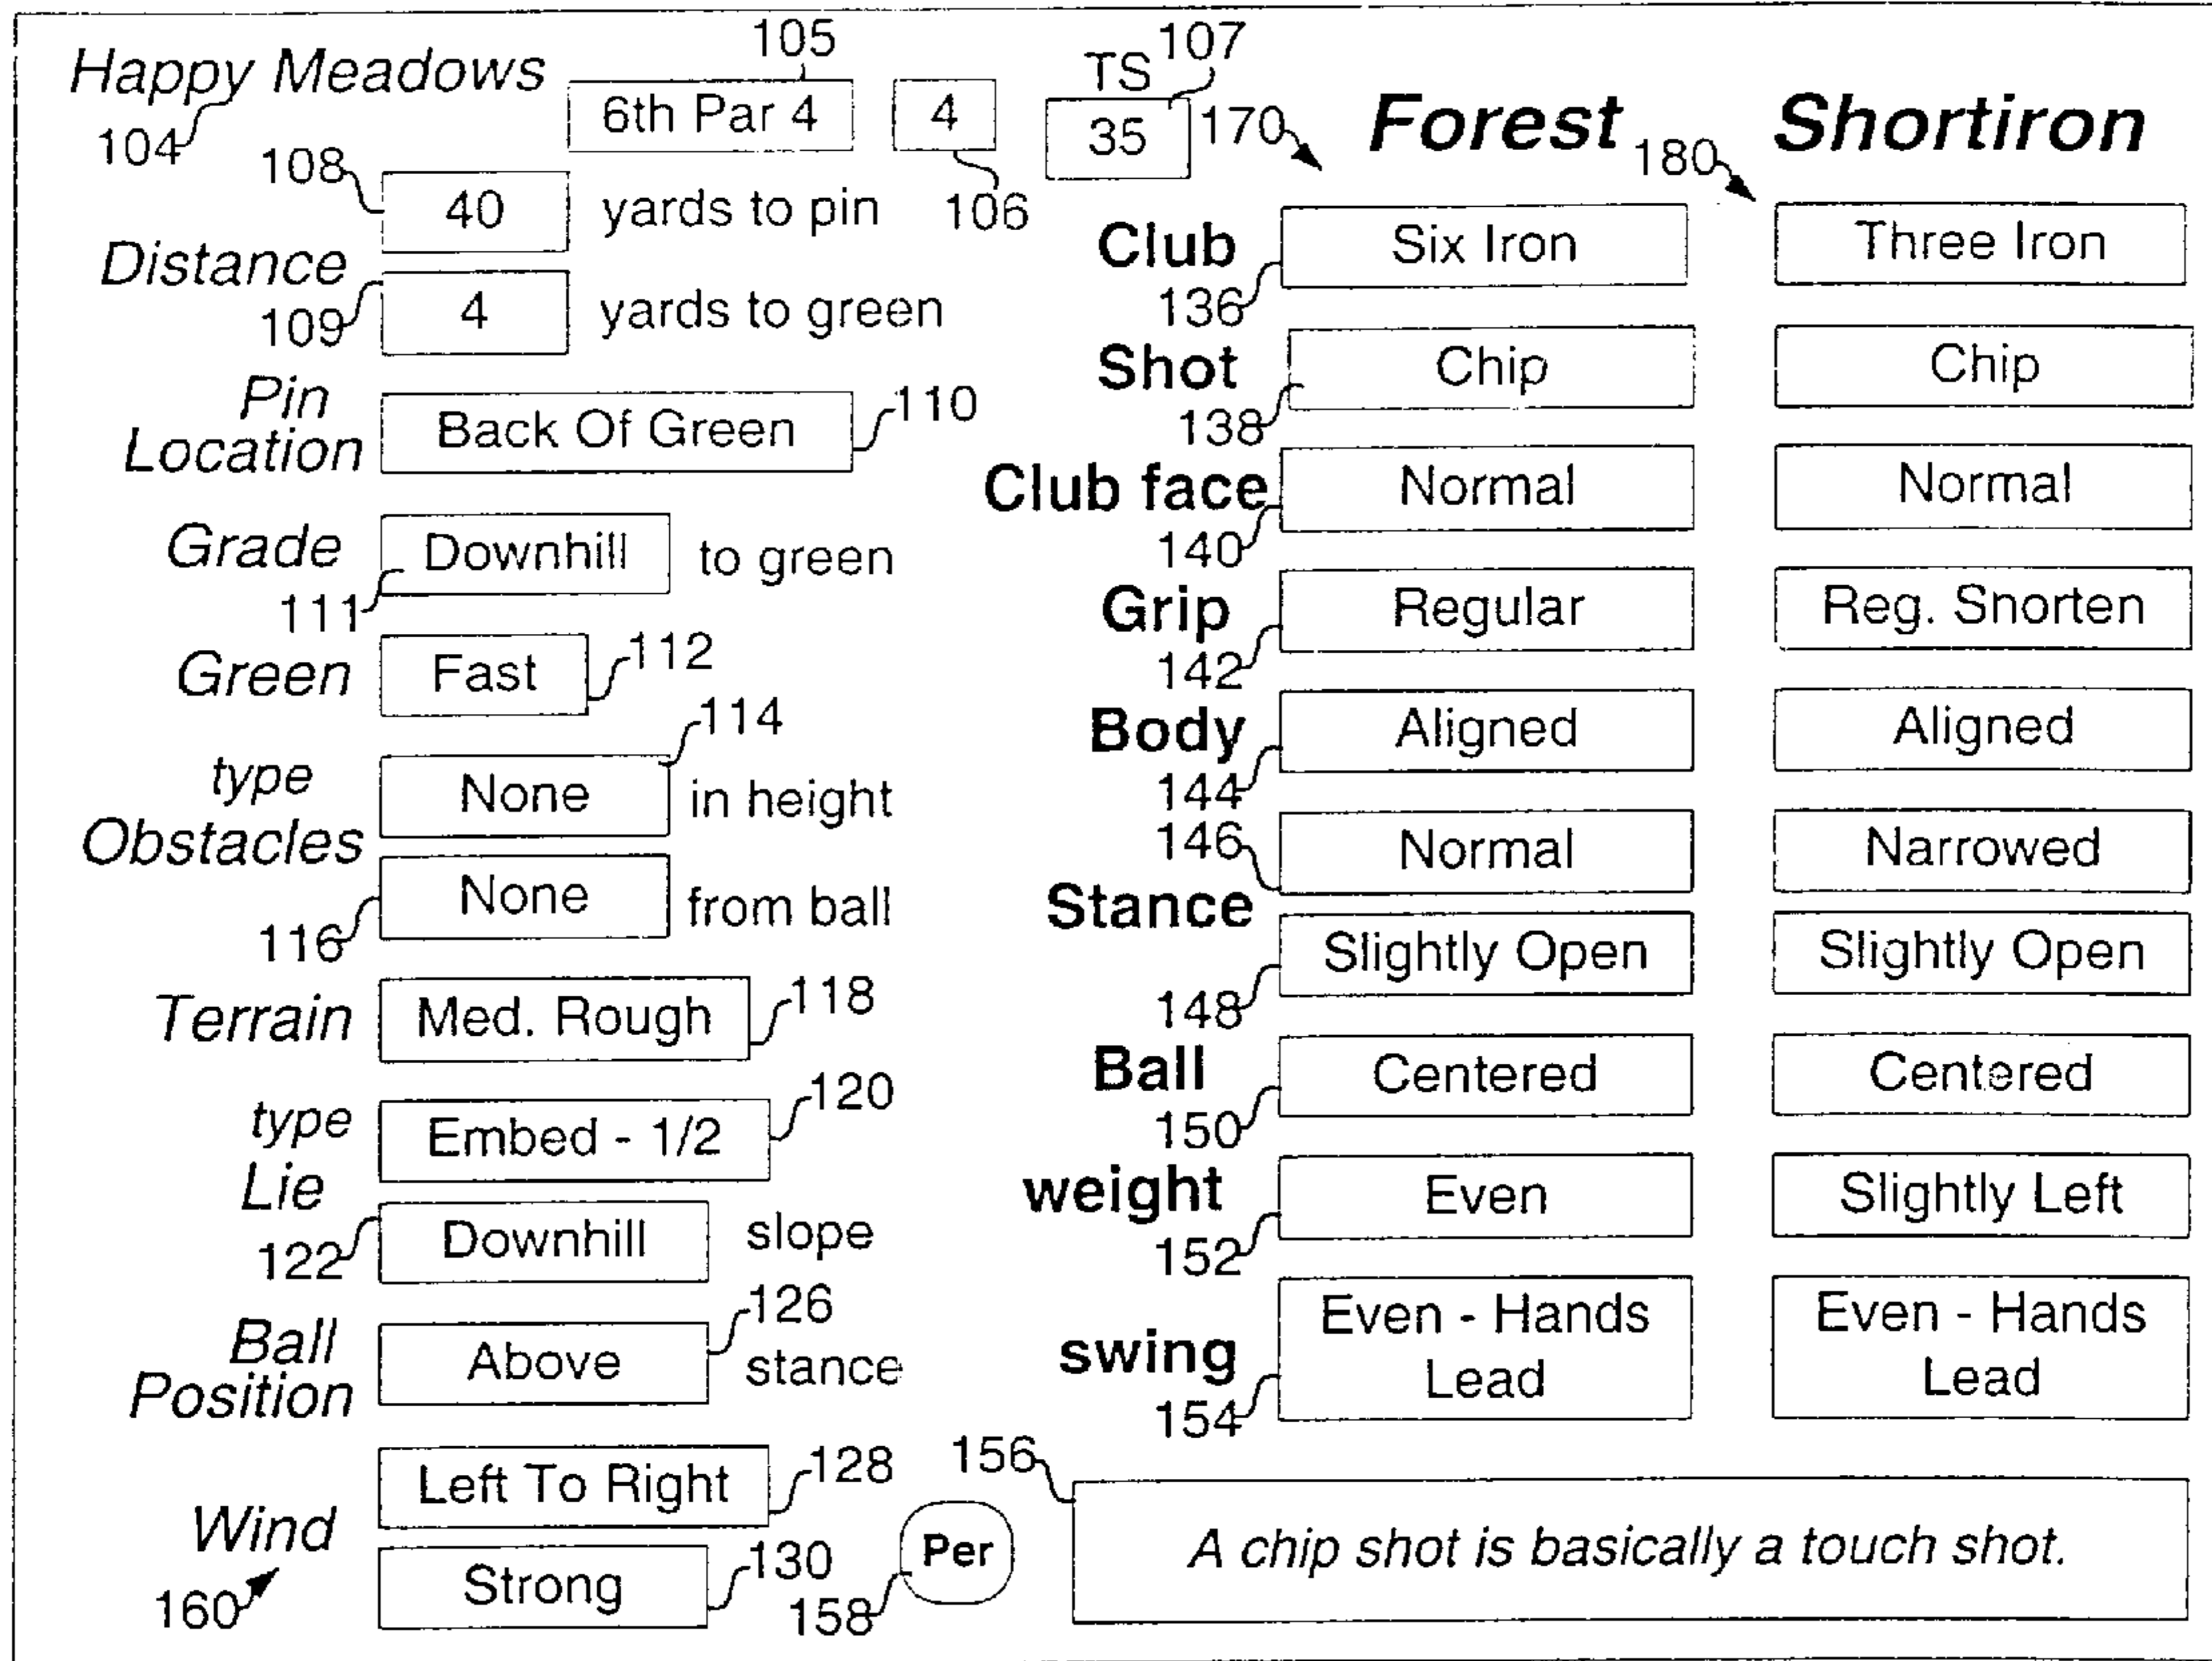 Happy Meadows
104
105
6th Par 4
4
106
TS 107
35
170 Forest
180 Shortiron
108
40 yards to pin
Distance
109
4 yards to green
Pin
Location
Back Of Green
110
Grade
111
Downhill to green
Green
Fast
112
type
Obstacles
114
None in height
None from ball
116
Terrain
Med. Rough
118
type
Lie
120
Embed - 1/2
122
Downhill slope
Ball
Position
126
Above stance
Wind
160
Left To Right
128
Strong
130
Club
136
Six Iron
Three Iron
Shot
138
Chip
Chip
Club face
140
Normal
Normal
Grip
142
Regular
Reg. Snorten
Body
144
Aligned
Aligned
146
Normal
Narrowed
Stance
148
Slightly Open
Slightly Open
Ball
150
Centered
Centered
weight
152
Even
Slightly Left
swing
154
Even - Hands
Lead
Even - Hands
Lead
156
158
Per
A chip shot is basically a touch shot.